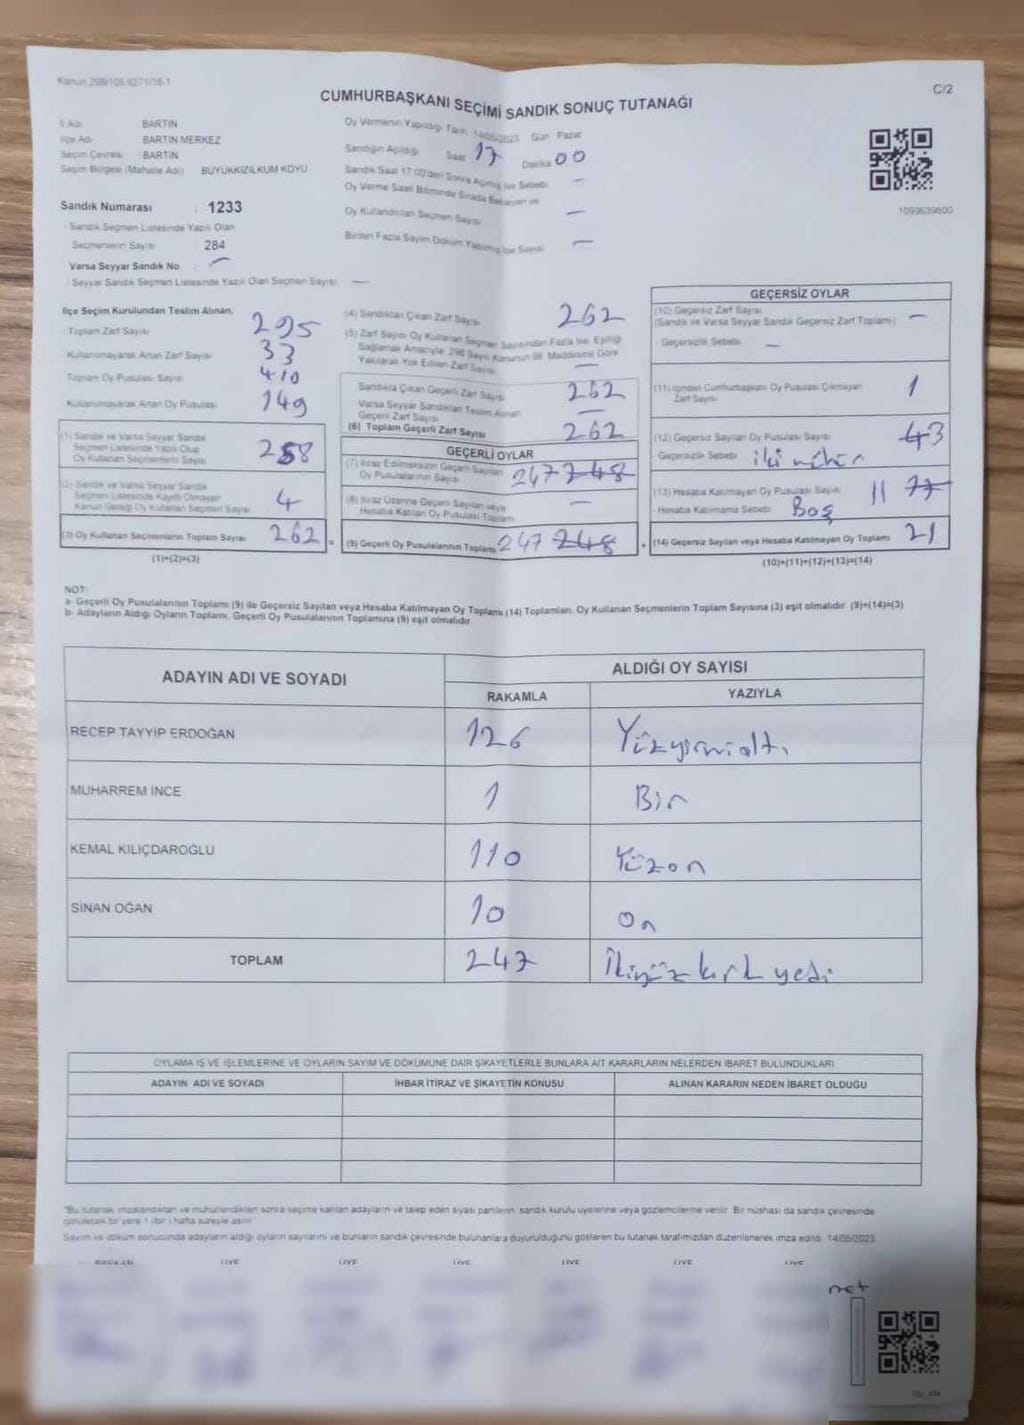 Kanun 298/105-6271/16-1
C/2
CUMHURBAŞKANI SEÇİMİ SANDIK SONUÇ TUTANAĞI
İl Adı BARTIN
İlçe Adı BARTIN MERKEZ
Seçim Çevresi BARTIN
Seçim Bölgesi (Mahalle Adı) BÜYÜKKIZILKUM KÖYÜ
Oy Vermenin Yapıldığı Tarih 14/05/2023 Gün Pazar
Sandığın Açıldığı Saat 17 Dakika 00
Sandık Saat 17:00'den Sonra Açılmış İse Sebebi —
Oy Verme Saati Bitiminde Sırada Bekleyen ve
Oy Kullandırılan Seçmen Sayısı —
Birden Fazla Sayım Döküm Yapılmış İse Sayısı —
1099639600
Sandık Numarası : 1233
- Sandık Seçmen Listesinde Yazılı Olan
Seçmenlerin Sayısı : 284
Varsa Seyyar Sandık No : —
- Seyyar Sandık Seçmen Listesinde Yazılı Olan Seçmen Sayısı —
İlçe Seçim Kurulundan Teslim Alınan;
- Toplam Zarf Sayısı 295
- Kullanılmayarak Artan Zarf Sayısı 33
Toplam Oy Pusulası Sayısı 410
- Kullanılmayarak Artan Oy Pusulası 149
(1) Sandık ve Varsa Seyyar Sandık
Seçmen Listesinde Yazılı Olup
Oy Kullanan Seçmenlerin Sayısı 258
(2) Sandık ve Varsa Seyyar Sandık
Seçmen Listesinde Kayıtlı Olmayan
Kanun Gereği Oy Kullanan Seçmen Sayısı 4
(3) Oy Kullanan Seçmenlerin Toplam Sayısı 262 =
(1)+(2)=(3)
(4) Sandıktan Çıkan Zarf Sayısı 262
(5) Zarf Sayısı Oy Kullanan Seçmen Sayısından Fazla İse, Eşitliği
Sağlamak Amacıyla, 298 Sayılı Kanunun 98. Maddesine Göre
Yakılarak Yok Edilen Zarf Sayısı —
Sandıkta Çıkan Geçerli Zarf Sayısı 262
Varsa Seyyar Sandıktan Teslim Alınan
Geçerli Zarf Sayısı —
(6) Toplam Geçerli Zarf Sayısı 262
GEÇERLİ OYLAR
(7) İtiraz Edilmeksizin Geçerli Sayılan
Oy Pusulalarının Sayısı 247 248
(8) İtiraz Üzerine Geçerli Sayılan veya
Hesaba Katılan Oy Pusulası Toplamı —
(9) Geçerli Oy Pusulalarının Toplamı 247 248 +
GEÇERSİZ OYLAR
(10) Geçersiz Zarf Sayısı
(Sandık ve Varsa Seyyar Sandık Geçersiz Zarf Toplamı) —
- Geçersizlik Sebebi —
(11) İçinden Cumhurbaşkanı Oy Pusulası Çıkmayan
Zarf Sayısı 1
(12) Geçersiz Sayılan Oy Pusulası Sayısı 3
Geçersizlik Sebebi iki mühür
(13) Hesaba Katılmayan Oy Pusulası Sayısı 11
- Hesaba Katılmama Sebebi Boş
(14) Geçersiz Sayılan veya Hesaba Katılmayan Oy Toplamı 21
(10)+(11)+(12)+(13)=(14)
NOT:
a- Geçerli Oy Pusulalarının Toplamı (9) ile Geçersiz Sayılan veya Hesaba Katılmayan Oy Toplamı (14) Toplamları, Oy Kullanan Seçmenlerin Toplam Sayısına (3) eşit olmalıdır. (9)+(14)=(3)
b- Adayların Aldığı Oyların Toplamı, Geçerli Oy Pusulalarının Toplamına (9) eşit olmalıdır.
ADAYIN ADI VE SOYADI
ALDIĞI OY SAYISI
RAKAMLA YAZIYLA
RECEP TAYYİP ERDOĞAN 126 Yüzyirmialtı
MUHARREM İNCE 1 Bir
KEMAL KILIÇDAROĞLU 110 Yüzon
SİNAN OĞAN 10 On
TOPLAM 247 İkiyüzkırkyedi
OYLAMA İŞ VE İŞLEMLERİNE VE OYLARIN SAYIM VE DÖKÜMÜNE DAİR ŞİKAYETLERLE BUNLARA AİT KARARLARIN NELERDEN İBARET BULUNDUKLARI
ADAYIN ADI VE SOYADI İHBAR İTİRAZ VE ŞİKAYETİN KONUSU ALINAN KARARIN NEDEN İBARET OLDUĞU
"Bu tutanak imzalandıktan ve mühürlendikten sonra seçime katılan adayların ve talep eden siyasi partilerin, sandık kurulu üyelerine veya gözlemcilerine verilir. Bir nüshası da sandık çevresinde
görülecek bir yere 1 (bir ) hafta süreyle asılır.
Sayım ve döküm sonucunda adayların aldığı oyların sayılarını ve bunların sandık çevresinde bulunanlara duyurulduğunu gösteren bu tutanak tarafımızdan düzenlenerek imza edildi. 14/05/2023
BAŞKAN ÜYE ÜYE ÜYE ÜYE ÜYE ÜYE